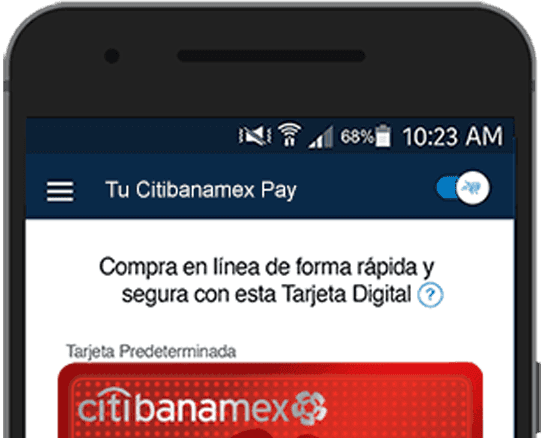 68% 10:23 AM
Tu Citibanamex Pay
Compra en línea de forma rápida y
segura con esta Tarjeta Digital ?
Tarjeta Predeterminada
citibanamex